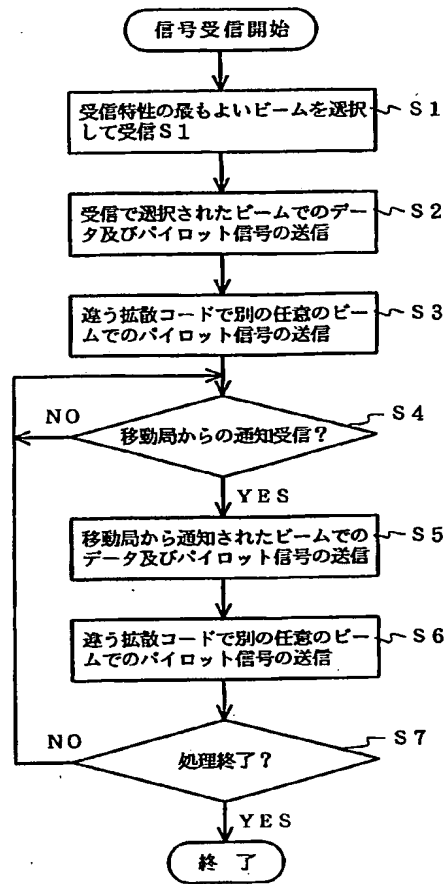 信号受信開始
受信特性の最もよいビームを選択
して受信S1
S1
受信で選択されたビームでのデー
タ及びパイロット信号の送信
S2
違う拡散コードで別の任意のビー
ムでのパイロット信号の送信
S3
移動局からの通知受信?
S4
NO
YES
移動局から通知されたビームでの
データ及びパイロット信号の送信
S5
違う拡散コードで別の任意のビー
ムでのパイロット信号の送信
S6
処理終了?
S7
NO
YES
終了